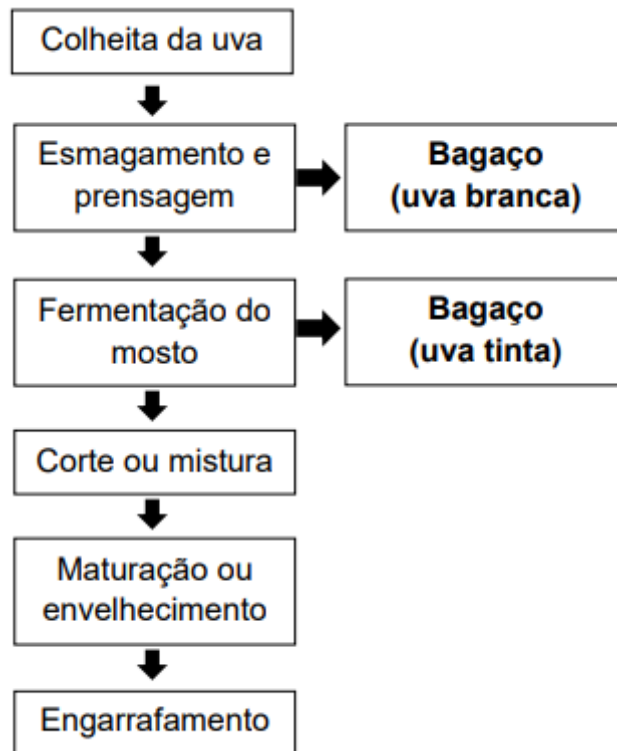 Colheita da uva
Esmagamento e
prensagem
Bagaço
(uva branca)
Fermentação do
mosto
Bagaço
(uva tinta)
Corte ou mistura
Maturação ou
envelhecimento
Engarrafamento